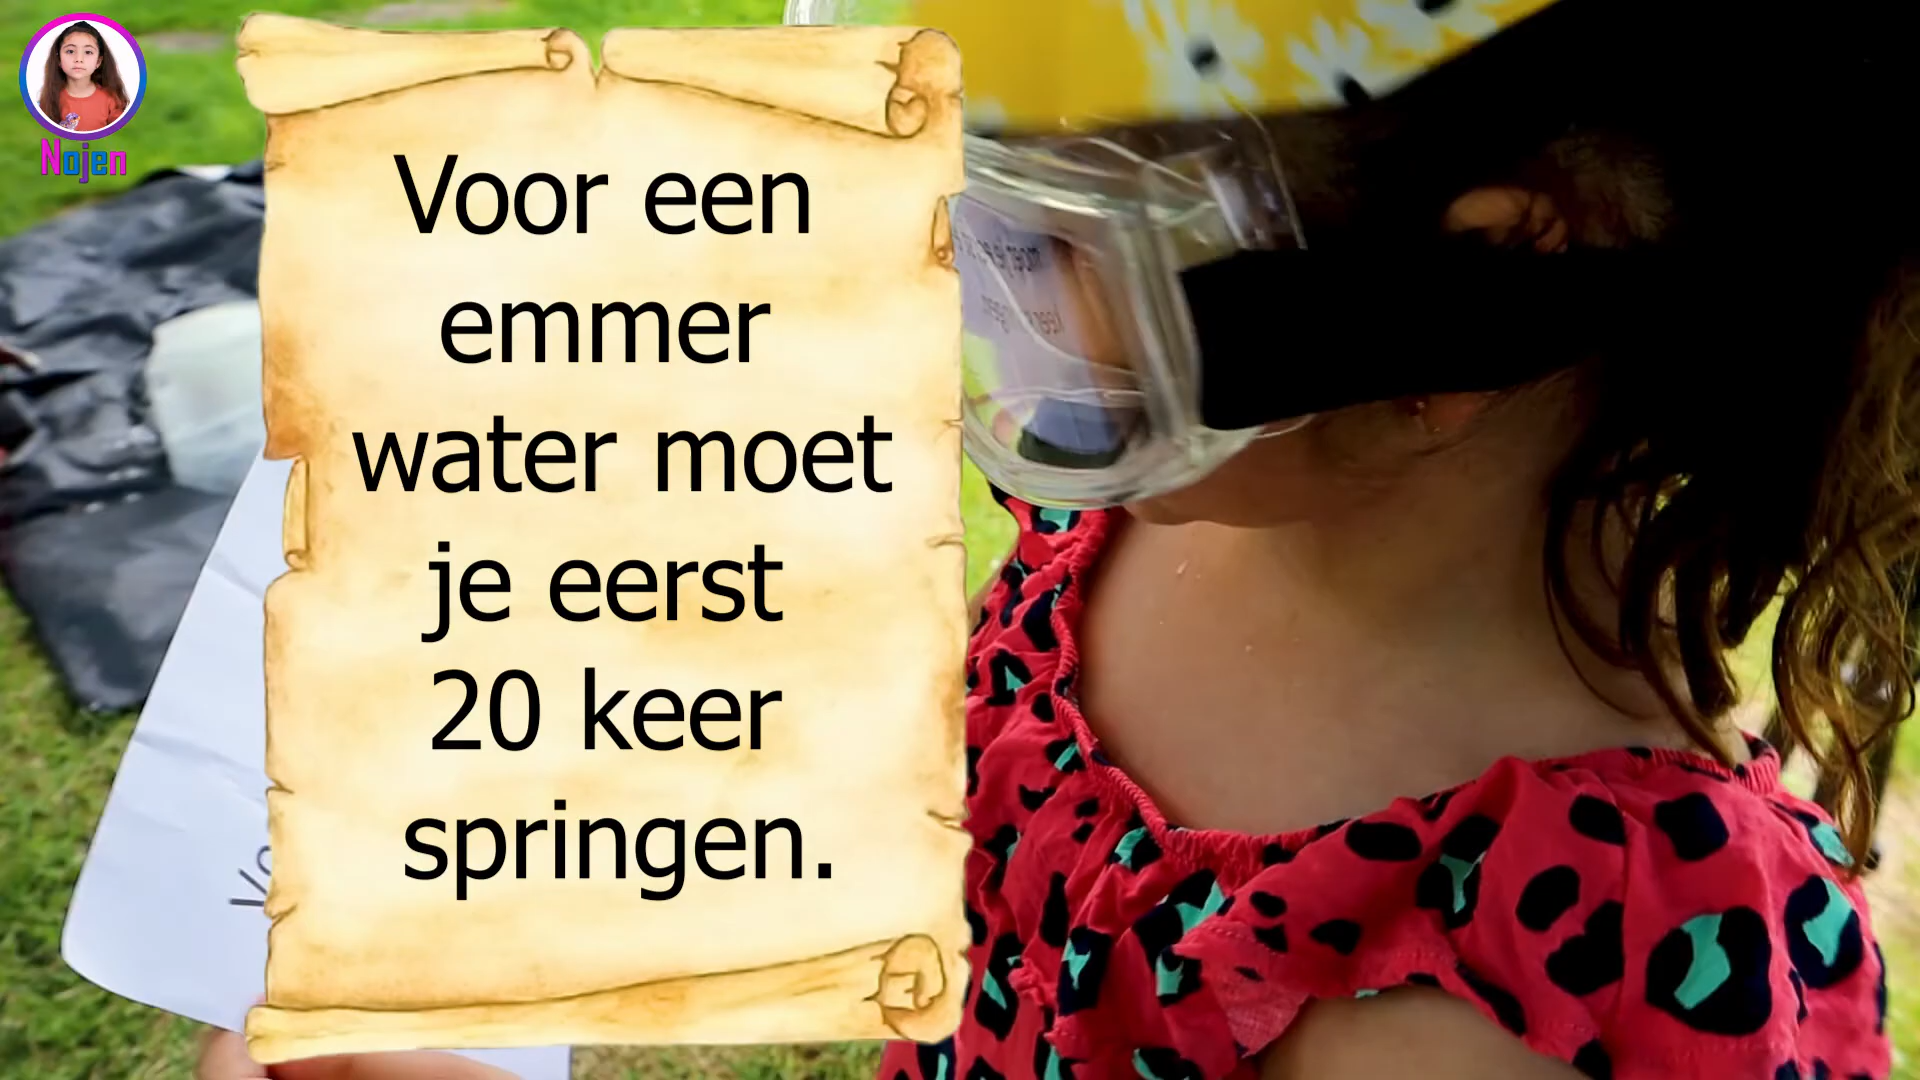 Nojen
Voor een
emmer
water moet
je eerst
20 keer
springen.